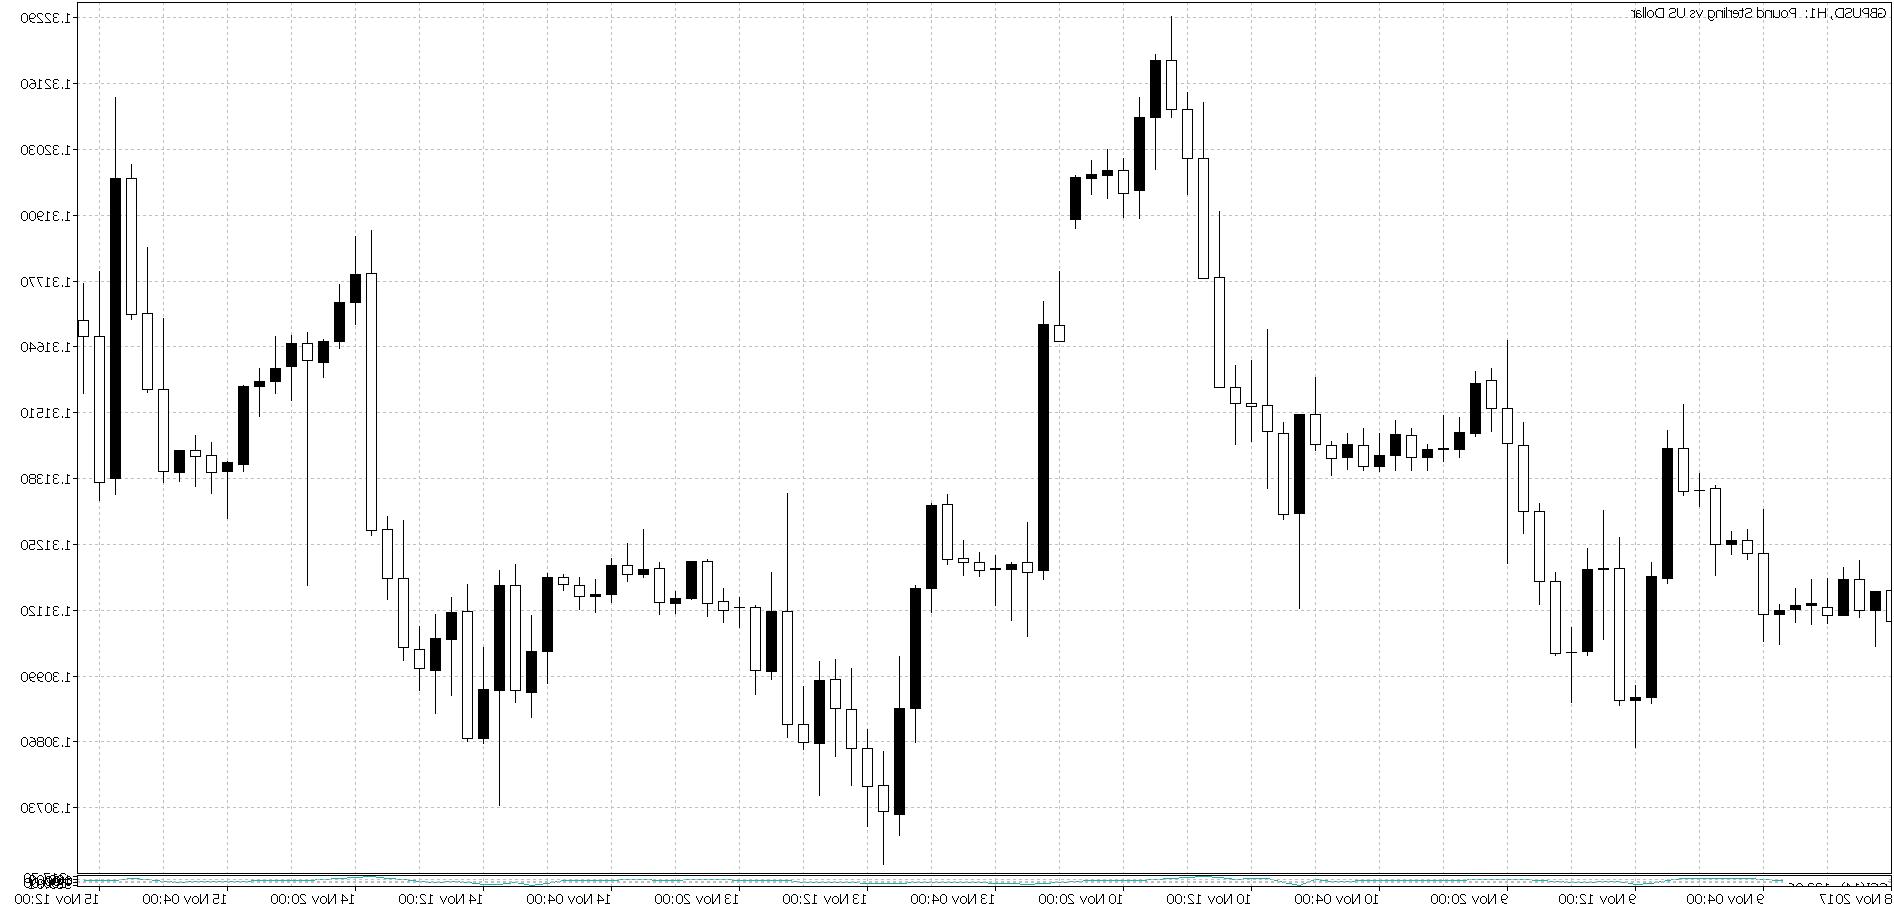 GBPUSD, H1: Pound Sterling vs US Dollar
1.32290
1.32160
1.32030
1.31900
1.31770
1.31640
1.31510
1.31380
1.31250
1.31120
1.30990
1.30860
1.30730
8 Nov 2017
9 Nov 04:00
9 Nov 12:00
9 Nov 20:00
10 Nov 04:00
10 Nov 12:00
10 Nov 20:00
13 Nov 04:00
13 Nov 12:00
13 Nov 20:00
14 Nov 04:00
14 Nov 12:00
14 Nov 20:00
15 Nov 04:00
15 Nov 12:00